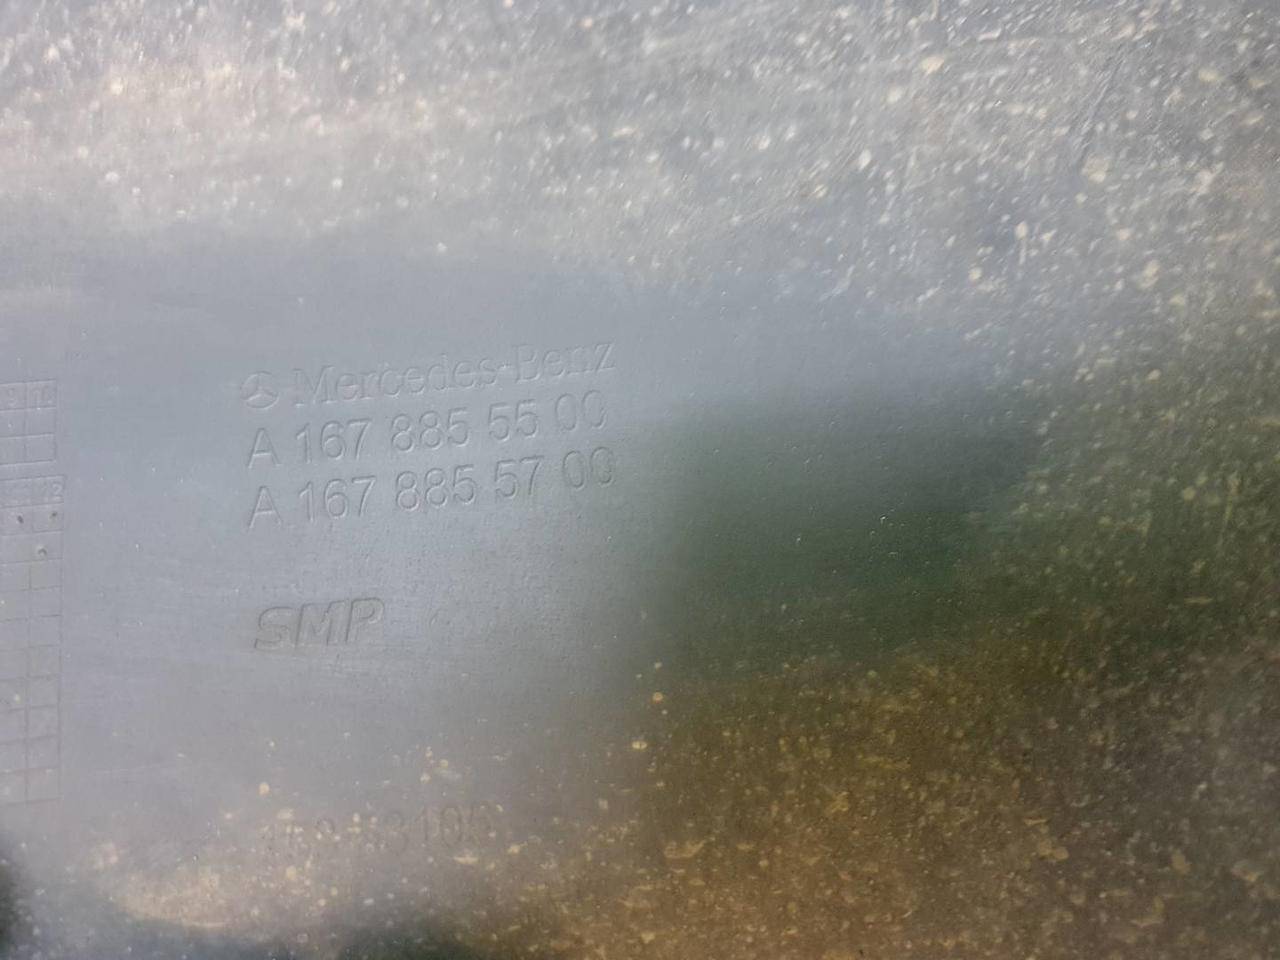 Mercedes-Benz
A 167 885 55 00
A 167 885 57 00
SMP